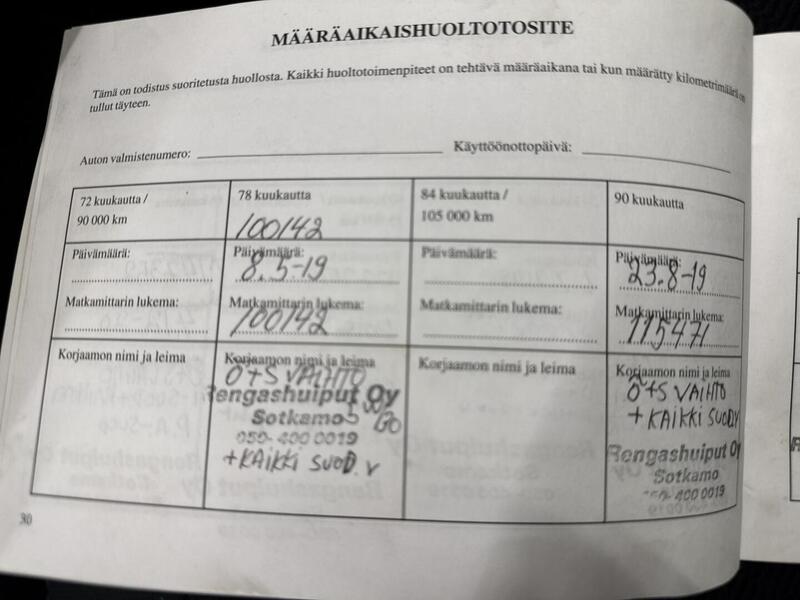 MÄÄRÄAIKAISHUOLTOTOSITE
Tämä on todistus suoritetusta huollosta. Kaikki huoltotoimenpiteet on tehtävä määräaikana tai kun määrätty kilometrimäärä on
tullut täyteen.
Auton valmistenumero: Käyttöönottopäivä:
72 kuukautta /
90 000 km
Päivämäärä:
Matkamittarin lukema:
Korjaamon nimi ja leima
78 kuukautta
100142
Päivämäärä:
8.5-19
Matkamittarin lukema:
100142
Korjaamon nimi ja leima
Ö+S VAIHTO
Rengashuiput Oy
Sotkamo
050-400 0019
+KAIKKI SUOD. V
84 kuukautta /
105 000 km
Päivämäärä:
Matkamittarin lukema:
Korjaamon nimi ja leima
90 kuukautta
Päivämäärä:
23.8-19
Matkamittarin lukema:
115471
Korjaamon nimi ja leima
Ö+S VAIHTO
+KAIKKI SUOD.V
Rengashuiput Oy
Sotkamo
400 0019
30